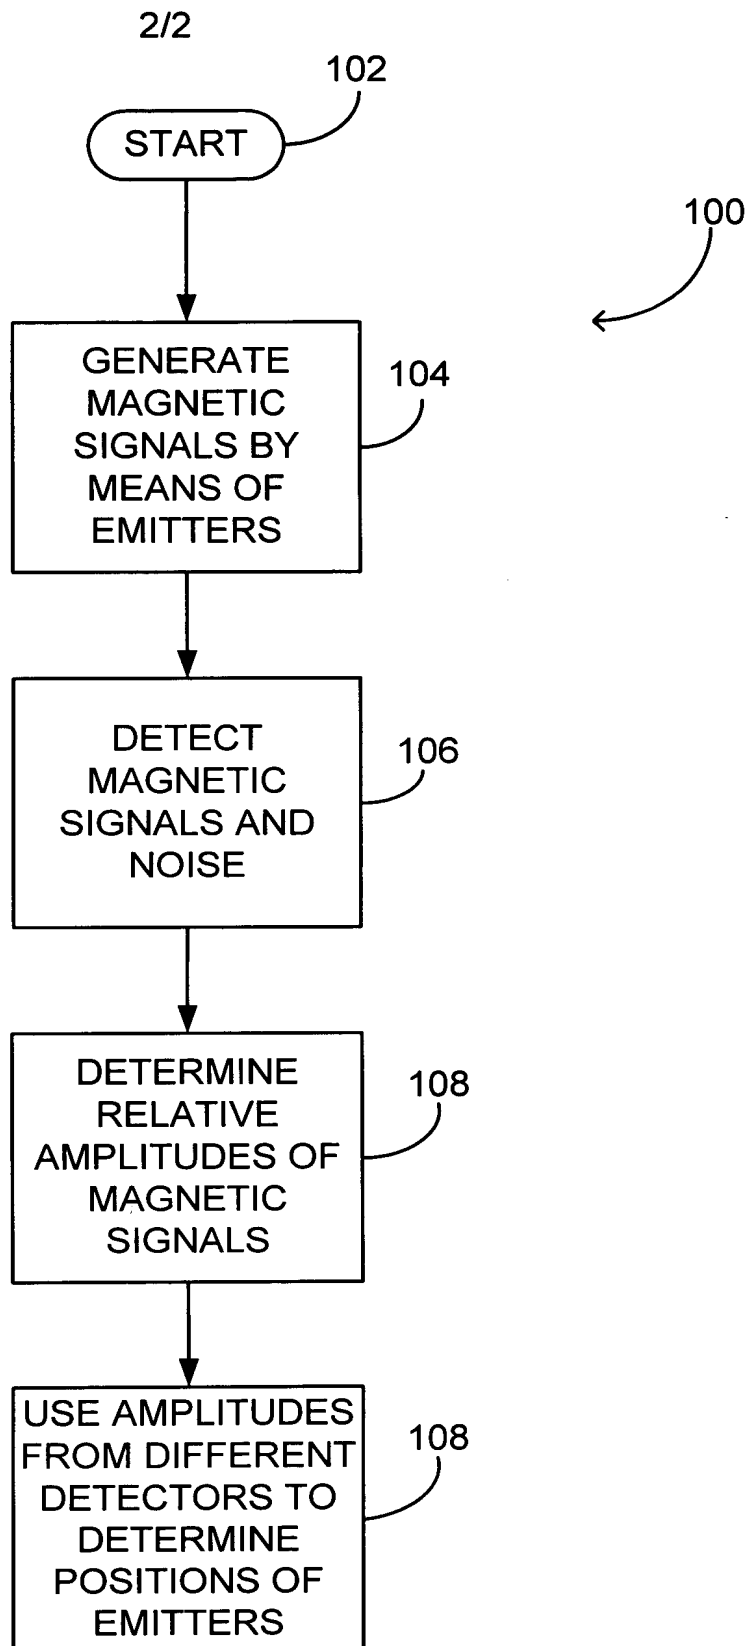 2/2
102
START
100
GENERATE
MAGNETIC
SIGNALS BY
MEANS OF
EMITTERS
104
DETECT
MAGNETIC
SIGNALS AND
NOISE
106
DETERMINE
RELATIVE
AMPLITUDES OF
MAGNETIC
SIGNALS
108
USE AMPLITUDES
FROM DIFFERENT
DETECTORS TO
DETERMINE
POSITIONS OF
EMITTERS
108